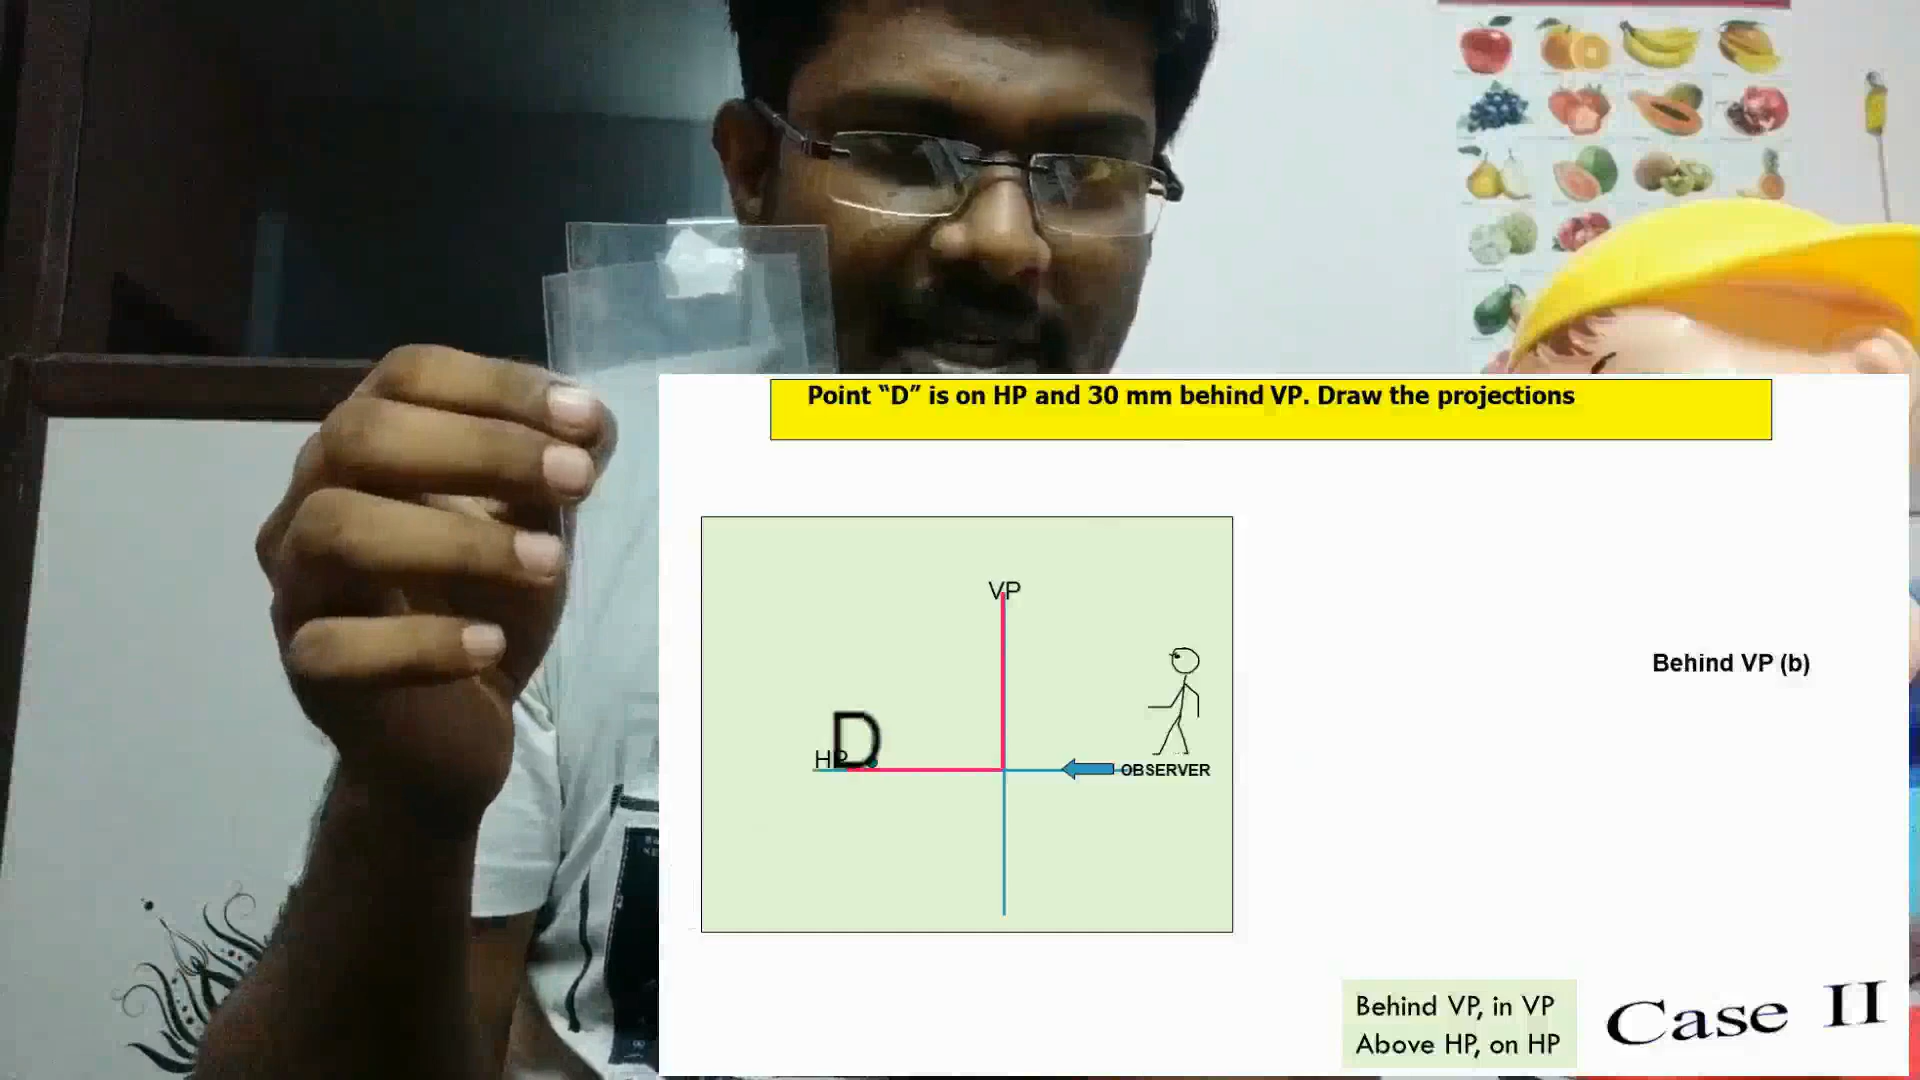 Point “D” is on HP and 30 mm behind VP. Draw the projections
VP
Behind VP (b)
D
HP
OBSERVER
Behind VP, in VP
Above HP, on HP
Case II